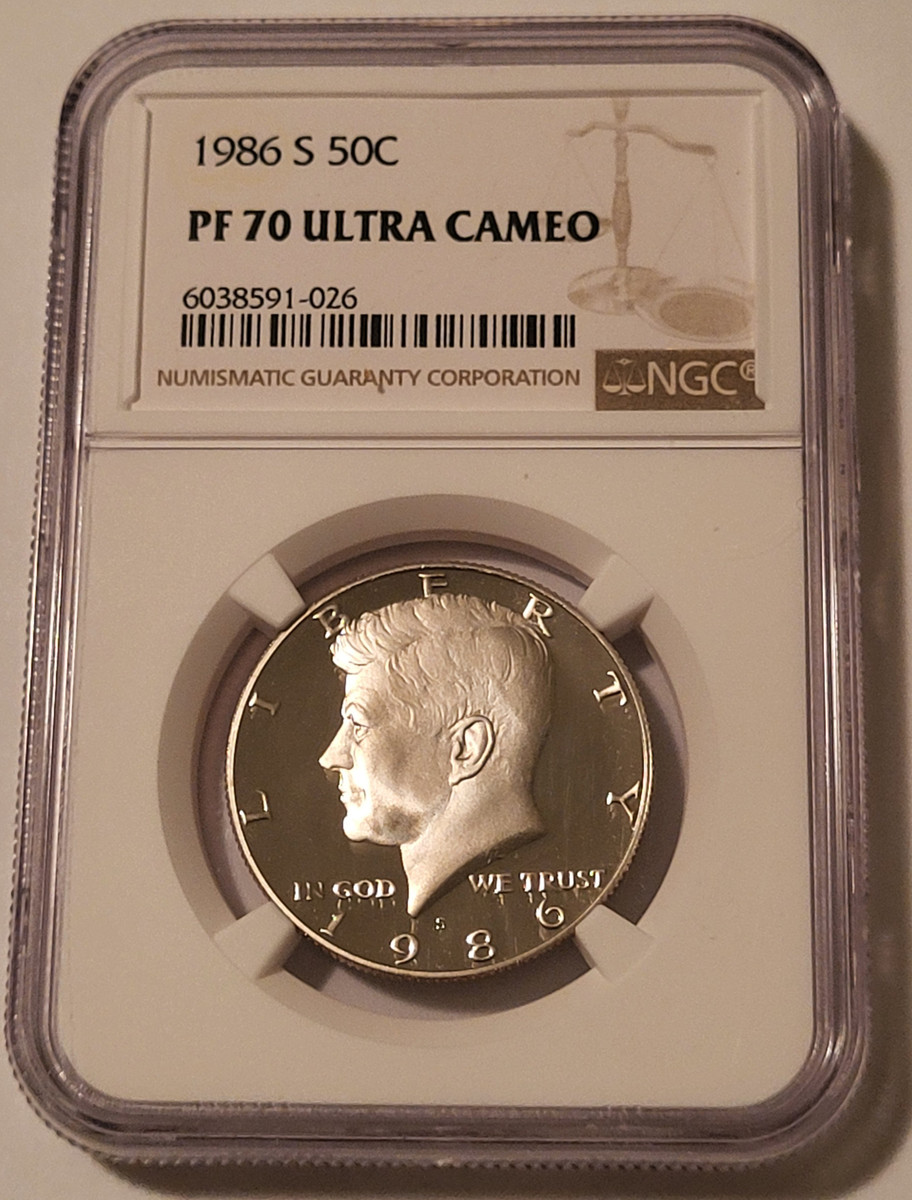 1986 S 50C
PF 70 ULTRA CAMEO
6038591-026
NUMISMATIC GUARANTY CORPORATION
NGC®
LIBERTY
IN GOD WE TRUST
S
1986